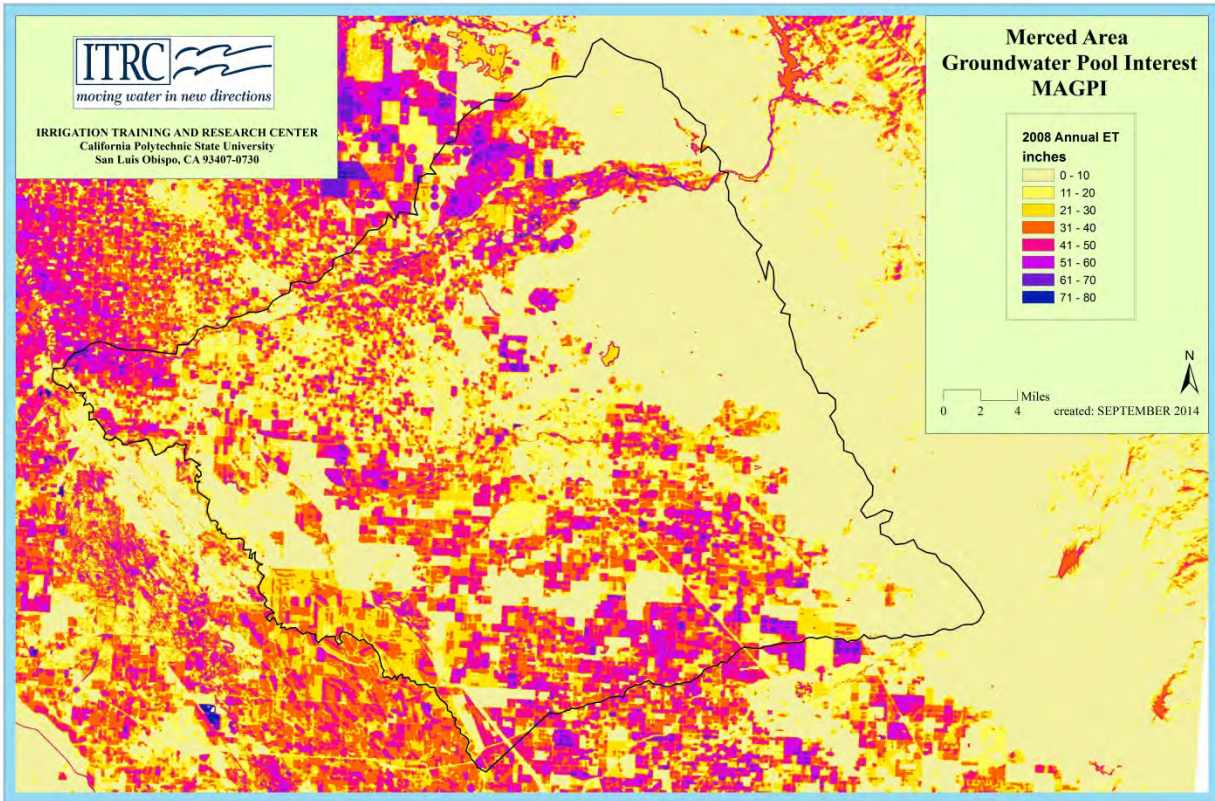 ITRC
moving water in new directions
IRRIGATION TRAINING AND RESEARCH CENTER
California Polytechnic State University
San Luis Obispo, CA 93407-0730
Merced Area
Groundwater Pool Interest
MAGPI
2008 Annual ET
inches
0 - 10
11 - 20
21 - 30
31 - 40
41 - 50
51 - 60
61 - 70
71 - 80
N
Miles
0 2 4
created: SEPTEMBER 2014